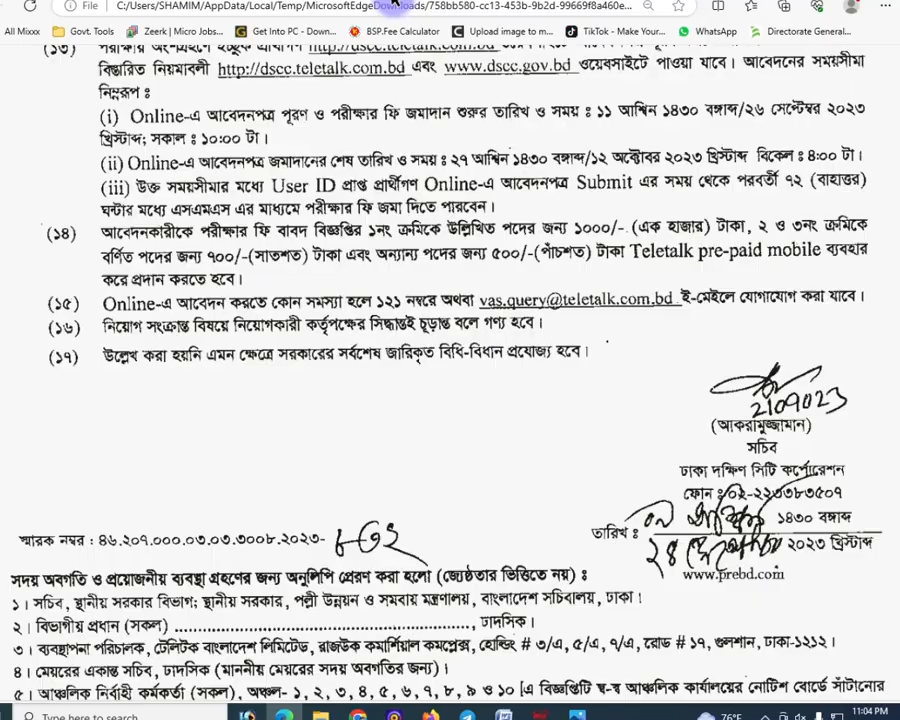 File
C:/Users/SHAMIM/AppData/Local/Temp/MicrosoftEdgeDownloads/758bb580-cc13-453b-9b2d-99669f8a460e...
All Mixxx Govt. Tools Zeerk | Micro Jobs... Get Into PC - Down... BSP.Fee Calculator Upload image to m... TikTok - Make Your... WhatsApp Directorate General...
(১৩) http://dscc.teletalk.com.bd
বিস্তারিত নিয়মাবলী http://dscc.teletalk.com.bd এবং www.dscc.gov.bd ওয়েবসাইটে পাওয়া যাবে। আবেদনের সময়সীমা
নিম্নরূপ :
(i) Online-এ আবেদনপত্র পূরণ ও পরীক্ষার ফি জমাদান শুরুর তারিখ ও সময় : ১১ আশ্বিন ১৪৩০ বঙ্গাব্দ/২৬ সেপ্টেম্বর ২০২৩
খ্রিস্টাব্দ; সকাল : ১০:০০ টা।
(ii) Online-এ আবেদনপত্র জমাদানের শেষ তারিখ ও সময় : ২৭ আশ্বিন ১৪৩০ বঙ্গাব্দ/১২ অক্টোবর ২০২৩ খ্রিস্টাব্দ বিকেল : ৪:০০ টা।
(iii) উক্ত সময়সীমার মধ্যে User ID প্রাপ্ত প্রার্থীগণ Online-এ আবেদনপত্র Submit এর সময় থেকে পরবর্তী ৭২ (বাহাত্তর)
ঘন্টার মধ্যে এসএমএস এর মাধ্যমে পরীক্ষার ফি জমা দিতে পারবেন।
(১৪) আবেদনকারীকে পরীক্ষার ফি বাবদ বিজ্ঞপ্তির ১নং ক্রমিকে উল্লিখিত পদের জন্য ১০০০/- (এক হাজার) টাকা, ২ ও ৩নং ক্রমিকে
বর্ণিত পদের জন্য ৭০০/-(সাতশত) টাকা এবং অন্যান্য পদের জন্য ৫০০/-(পাঁচশত) টাকা Teletalk pre-paid mobile ব্যবহার
করে প্রদান করতে হবে।
(১৫) Online-এ আবেদন করতে কোন সমস্যা হলে ১২১ নম্বরে অথবা vas.query@teletalk.com.bd ই-মেইলে যোগাযোগ করা যাবে।
(১৬) নিয়োগ সংক্রান্ত বিষয়ে নিয়োগকারী কর্তৃপক্ষের সিদ্ধান্তই চূড়ান্ত বলে গণ্য হবে।
(১৭) উল্লেখ করা হয়নি এমন ক্ষেত্রে সরকারের সর্বশেষ জারিকৃত বিধি-বিধান প্রযোজ্য হবে।
(আকরামুজ্জামান)
সচিব
ঢাকা দক্ষিণ সিটি কর্পোরেশন
ফোন : ০২-২২৩৩৮৩৫০৭
স্মারক নম্বর : ৪৬.২০৭.০০০.০৩.০৩.৩০০৮.২০২৩-
তারিখ : ১৪৩০ বঙ্গাব্দ
২০২৩ খ্রিস্টাব্দ
www.prebd.com
সদয় অবগতি ও প্রয়োজনীয় ব্যবস্থা গ্রহণের জন্য অনুলিপি প্রেরণ করা হলো (জ্যেষ্ঠতার ভিত্তিতে নয়) :
১। সচিব, স্থানীয় সরকার বিভাগ; স্থানীয় সরকার, পল্লী উন্নয়ন ও সমবায় মন্ত্রণালয়, বাংলাদেশ সচিবালয়, ঢাকা।
২। বিভাগীয় প্রধান (সকল) ......................................................., ঢাদসিক।
৩। ব্যবস্থাপনা পরিচালক, টেলিটক বাংলাদেশ লিমিটেড, রাজউক কমার্শিয়াল কমপ্লেক্স, হোল্ডিং # ৩/এ, ৫/এ, ৭/এ, রোড # ১৭, গুলশান, ঢাকা-১২১২।
৪। মেয়রের একান্ত সচিব, ঢাদসিক (মাননীয় মেয়রের সদয় অবগতির জন্য)।
৫। আঞ্চলিক নির্বাহী কর্মকর্তা (সকল), অঞ্চল- ১, ২, ৩, ৪, ৫, ৬, ৭, ৮, ৯ ও ১০ [এ বিজ্ঞপ্তিটি স্ব-স্ব আঞ্চলিক কার্যালয়ের নোটিশ বোর্ডে সাঁটানোর
Type here to search
76°F
11:04 PM